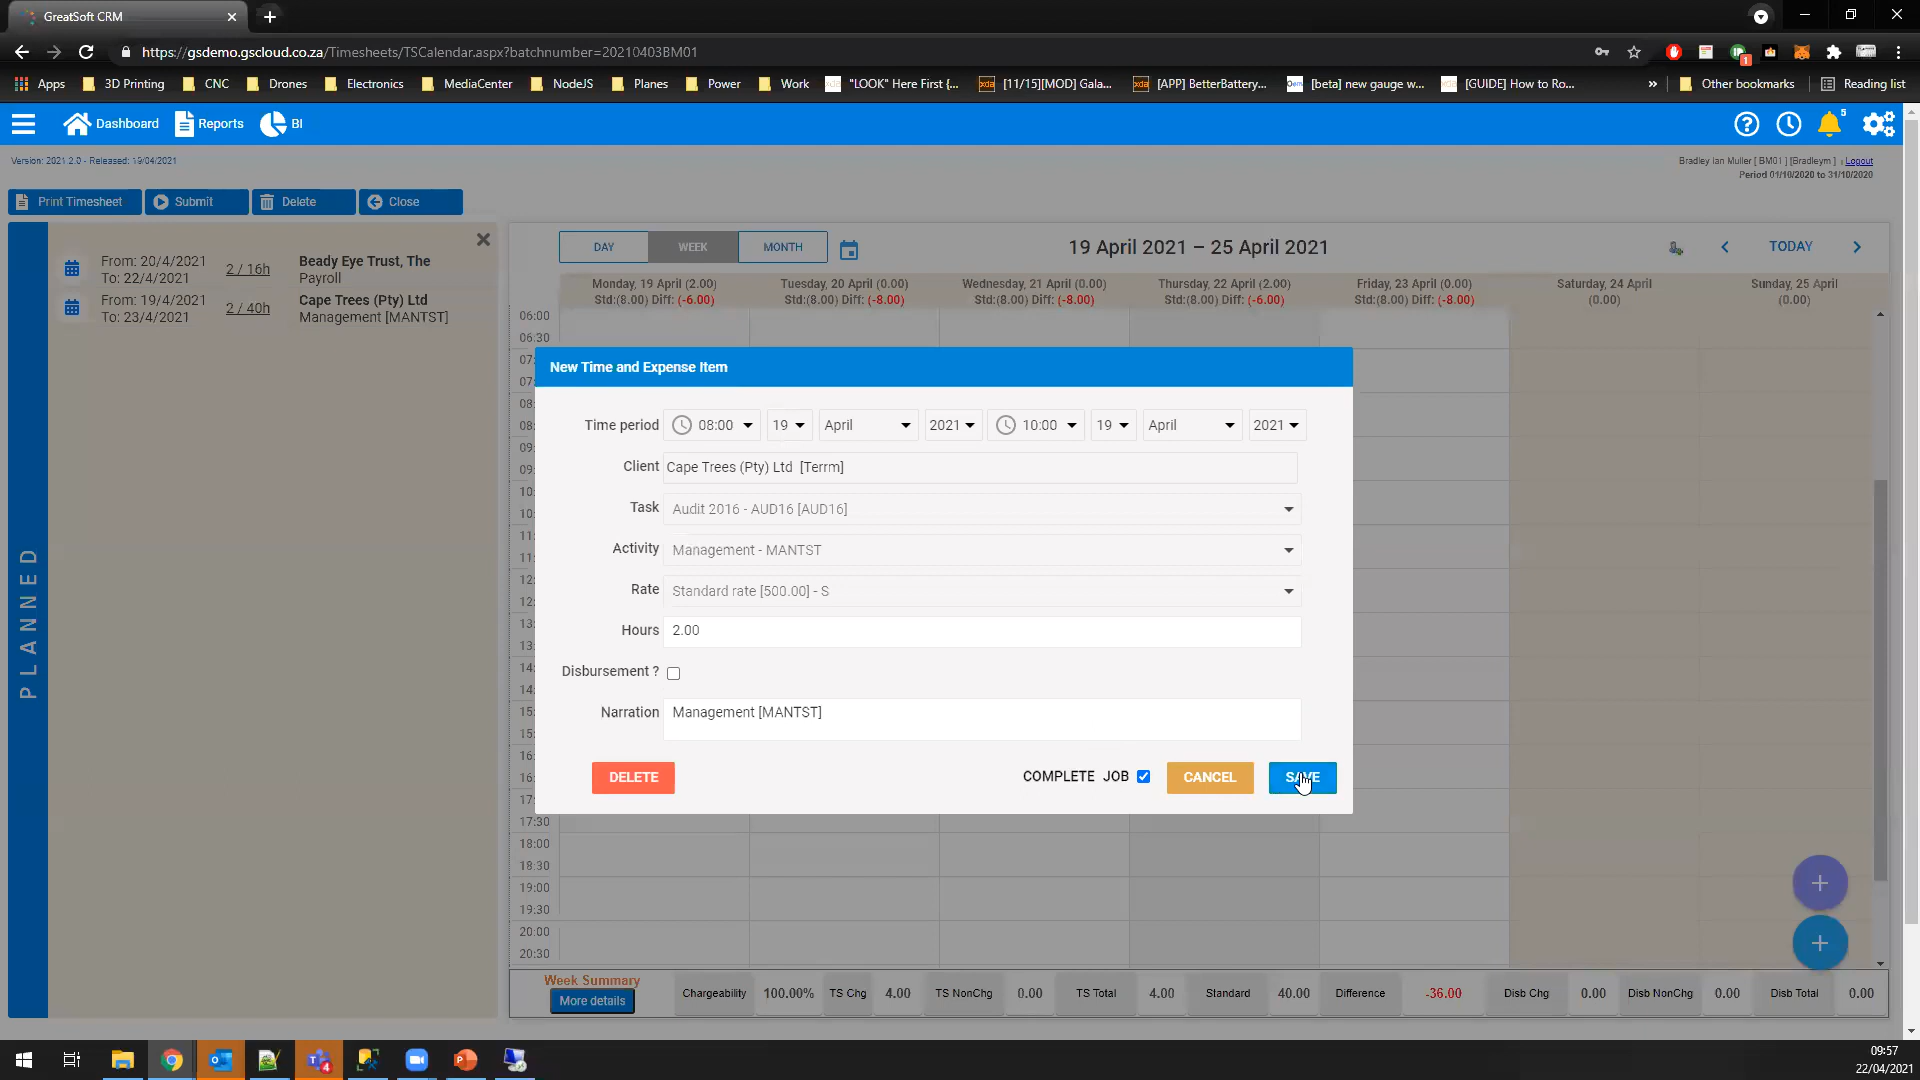 GreatSoft CRM
https://gsdemo.gscloud.co.za/Timesheets/TSCalendar.aspx?batchnumber=20210403BM01
Apps 3D Printing CNC Drones Electronics MediaCenter NodeJS Planes Power Work "LOOK" Here First {... [11/15][MOD] Gala... [APP] BetterBattery... [beta] new gauge w... [GUIDE] How to Ro... » Other bookmarks Reading list
Dashboard Reports BI 5
Version: 2021.2.0 - Released: 19/04/2021
Bradley Ian Muller [ BM01 ] [Bradleym ] Logout
Period 01/10/2020 to 31/10/2020
Print Timesheet Submit Delete Close
PLANNED
From: 20/4/2021 2 / 16h Beady Eye Trust, The
To: 22/4/2021 Payroll
From: 19/4/2021 2 / 40h Cape Trees (Pty) Ltd
To: 23/4/2021 Management [MANTST]
DAY WEEK MONTH 19 April 2021 – 25 April 2021 TODAY
Monday, 19 April (2.00) Tuesday, 20 April (0.00) Wednesday, 21 April (0.00) Thursday, 22 April (2.00) Friday, 23 April (0.00) Saturday, 24 April Sunday, 25 April
Std:(8.00) Diff: (-6.00) Std:(8.00) Diff: (-8.00) Std:(8.00) Diff: (-8.00) Std:(8.00) Diff: (-6.00) Std:(8.00) Diff: (-8.00) (0.00) (0.00)
06:00
06:30
New Time and Expense Item
Time period 08:00 19 April 2021 10:00 19 April 2021
Client Cape Trees (Pty) Ltd [Terrm]
Task Audit 2016 - AUD16 [AUD16]
Activity Management - MANTST
Rate Standard rate [500.00] - S
Hours 2.00
Disbursement ?
Narration Management [MANTST]
DELETE COMPLETE JOB CANCEL SAVE
17:30
18:00
18:30
19:00
19:30
20:00
20:30
Week Summary
More details
Chargeability 100.00% TS Chg 4.00 TS NonChg 0.00 TS Total 4.00 Standard 40.00 Difference -36.00 Disb Chg 0.00 Disb NonChg 0.00 Disb Total 0.00
09:57
22/04/2021